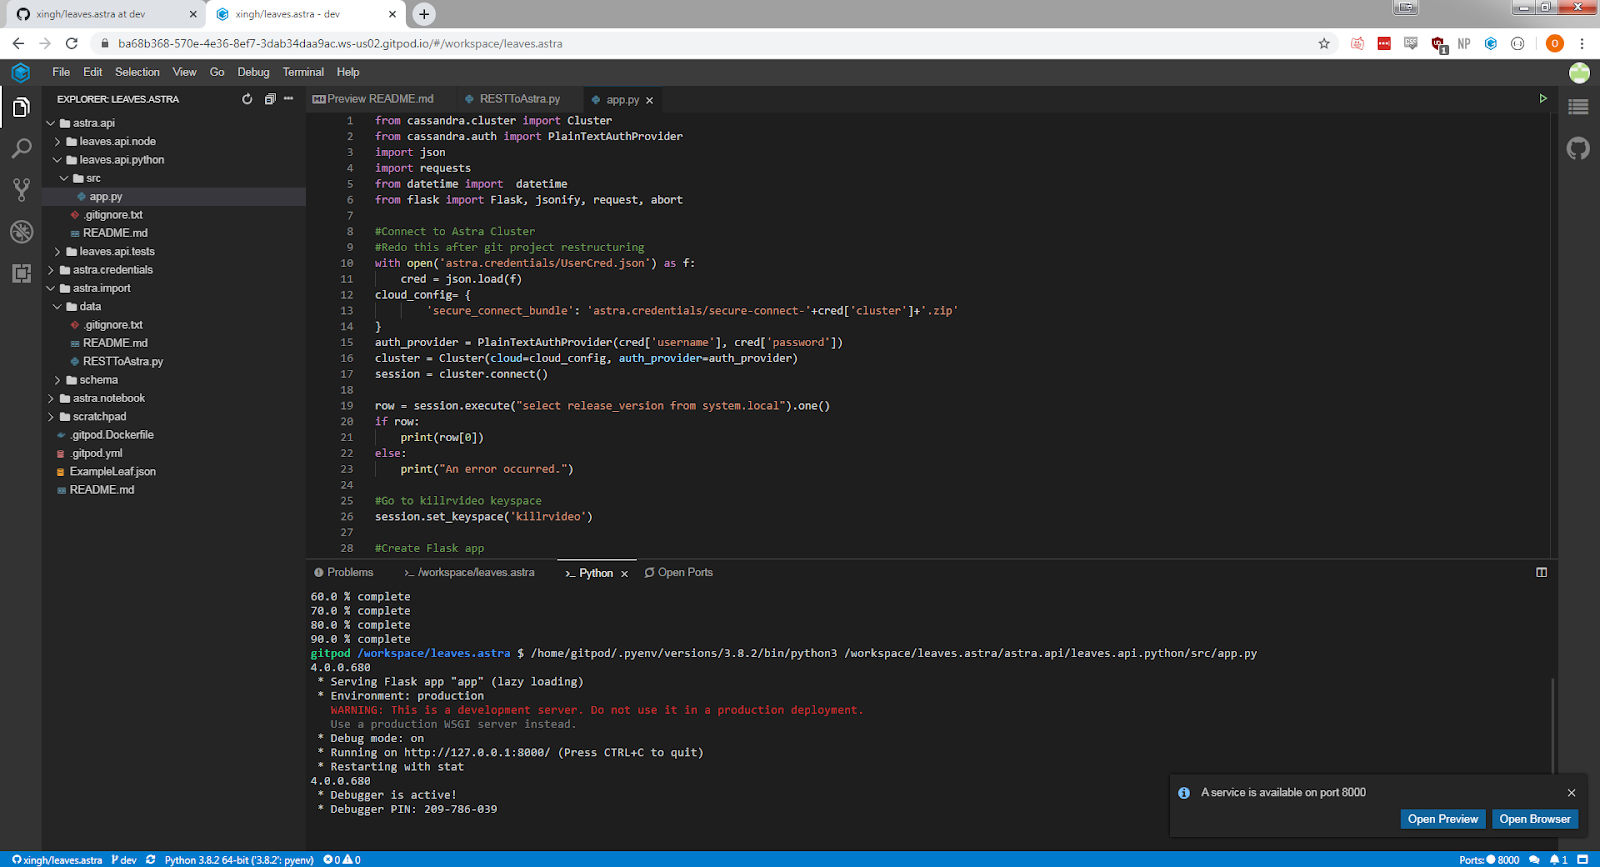 xingh/leaves.astra at dev
xingh/leaves.astra - dev
ba68b368-570e-4e36-8ef7-3dab34daa9ac.ws-us02.gitpod.io/#/workspace/leaves.astra
NP
1
O
File Edit Selection View Go Debug Terminal Help
EXPLORER: LEAVES.ASTRA
astra.api
leaves.api.node
leaves.api.python
src
app.py
.gitignore.txt
README.md
leaves.api.tests
astra.credentials
astra.import
data
.gitignore.txt
README.md
RESTToAstra.py
schema
astra.notebook
scratchpad
.gitpod.Dockerfile
.gitpod.yml
ExampleLeaf.json
README.md
Preview README.md
RESTToAstra.py
app.py
1 from cassandra.cluster import Cluster
2 from cassandra.auth import PlainTextAuthProvider
3 import json
4 import requests
5 from datetime import  datetime
6 from flask import Flask, jsonify, request, abort
7
8 #Connect to Astra Cluster
9 #Redo this after git project restructuring
10 with open('astra.credentials/UserCred.json') as f:
11 cred = json.load(f)
12 cloud_config= {
13 'secure_connect_bundle': 'astra.credentials/secure-connect-'+cred['cluster']+'.zip'
14 }
15 auth_provider = PlainTextAuthProvider(cred['username'], cred['password'])
16 cluster = Cluster(cloud=cloud_config, auth_provider=auth_provider)
17 session = cluster.connect()
18
19 row = session.execute("select release_version from system.local").one()
20 if row:
21 print(row[0])
22 else:
23 print("An error occurred.")
24
25 #Go to killrvideo keyspace
26 session.set_keyspace('killrvideo')
27
28 #Create Flask app
Problems
>_ /workspace/leaves.astra
>_ Python
Open Ports
60.0 % complete
70.0 % complete
80.0 % complete
90.0 % complete
gitpod /workspace/leaves.astra $ /home/gitpod/.pyenv/versions/3.8.2/bin/python3 /workspace/leaves.astra/astra.api/leaves.api.python/src/app.py
4.0.0.680
* Serving Flask app "app" (lazy loading)
* Environment: production
WARNING: This is a development server. Do not use it in a production deployment.
Use a production WSGI server instead.
* Debug mode: on
* Running on http://127.0.0.1:8000/ (Press CTRL+C to quit)
* Restarting with stat
4.0.0.680
* Debugger is active!
* Debugger PIN: 209-786-039
A service is available on port 8000
Open Preview
Open Browser
xingh/leaves.astra dev Python 3.8.2 64-bit ('3.8.2': pyenv) 0 0
Ports: 8000 1